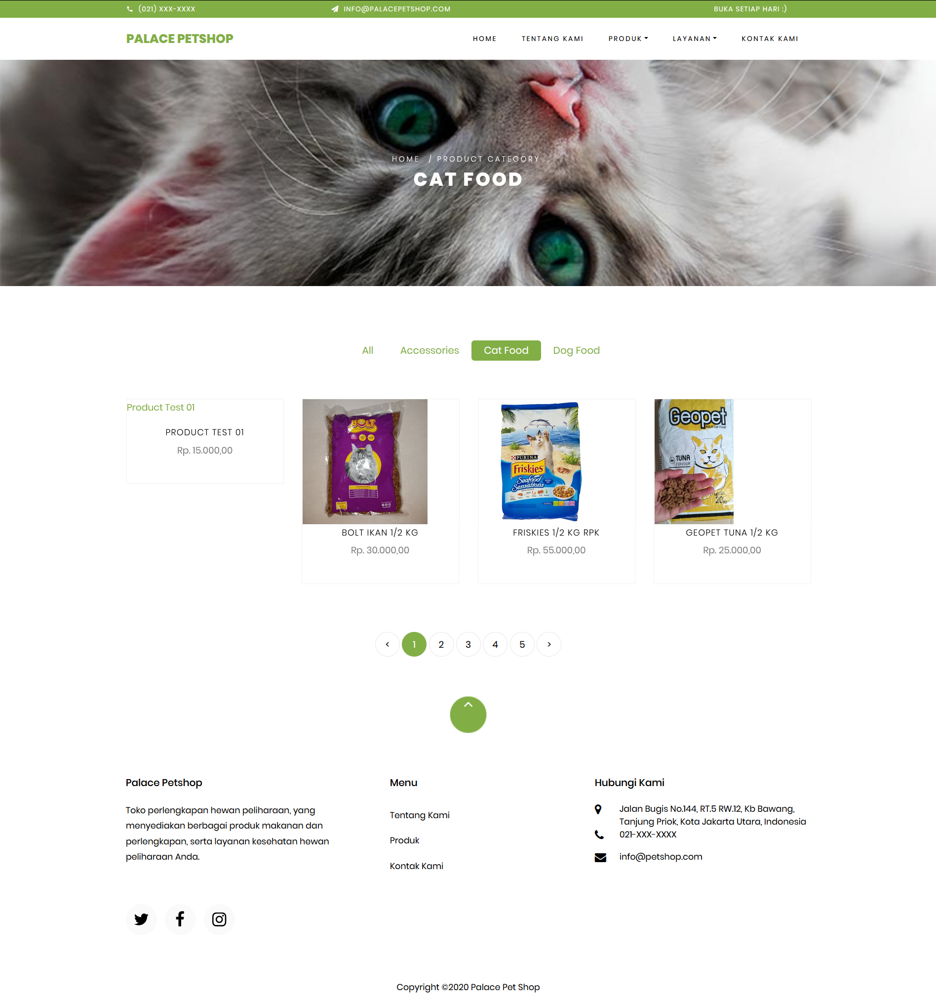 (021) XXX-XXXX
INFO@PALACEPETSHOP.COM
BUKA SETIAP HARI :)
PALACE PETSHOP
HOME
TENTANG KAMI
PRODUK
LAYANAN
KONTAK KAMI
HOME / PRODUCT CATEGORY
CAT FOOD
All
Accessories
Cat Food
Dog Food
Product Test 01
PRODUCT TEST 01
Rp. 15.000,00
BOLT
BOLT IKAN 1/2 KG
Rp. 30.000,00
PURINA
Friskies
Seafood
Sensations
FRISKIES 1/2 KG RPK
Rp. 55.000,00
Geopet
Adult Cat Food
TUNA
FLAVOUR
20
GEOPET TUNA 1/2 KG
Rp. 25.000,00
< 1 2 3 4 5 >
Palace Petshop
Toko perlengkapan hewan peliharaan, yang
menyediakan berbagai produk makanan dan
perlengkapan, serta layanan kesehatan hewan
peliharaan Anda.
Menu
Tentang Kami
Produk
Kontak Kami
Hubungi Kami
Jalan Bugis No.144, RT.5 RW.12, Kb Bawang,
Tanjung Priok, Kota Jakarta Utara, Indonesia
021-XXX-XXXX
info@petshop.com
Copyright ©2020 Palace Pet Shop